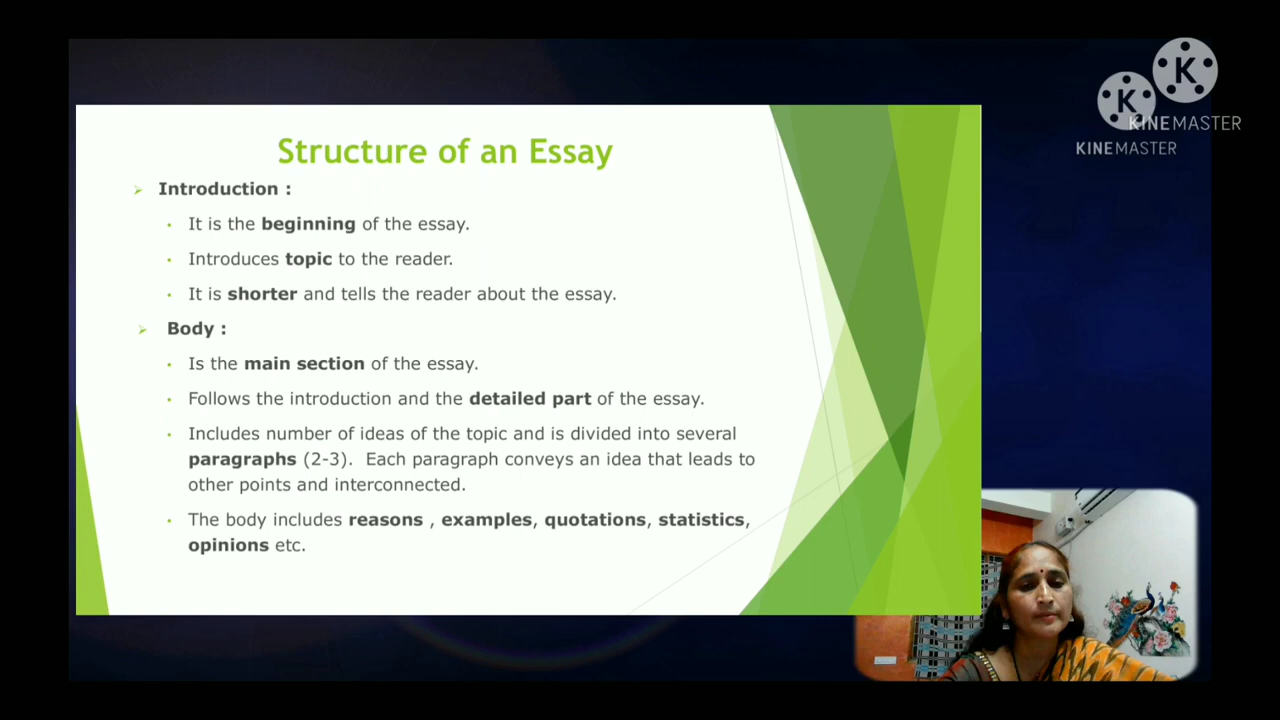 KINEMASTER
KINEMASTER
Structure of an Essay
Introduction :
It is the beginning of the essay.
Introduces topic to the reader.
It is shorter and tells the reader about the essay.
Body :
Is the main section of the essay.
Follows the introduction and the detailed part of the essay.
Includes number of ideas of the topic and is divided into several
paragraphs (2-3). Each paragraph conveys an idea that leads to
other points and interconnected.
The body includes reasons , examples, quotations, statistics,
opinions etc.